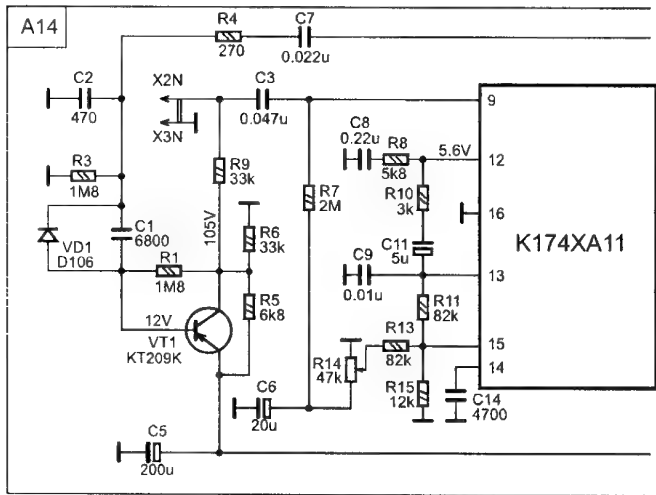 A14
R4
270
C7
0.022u
C2
470
X2N
X3N
C3
0.047u
9
C8
0.22u
R8
5k8
5.6V
12
R3
1M8
R9
33k
R7
2M
R10
3k
16
K174XA11
VD1
D106
C1
6800
105V
R6
33k
C11
5u
R1
1M8
C9
0.01u
13
R5
6k8
R11
82k
12V
VT1
KT209K
R13
82k
15
R14
47k
14
R15
12k
C14
4700
C6
20u
C5
200u